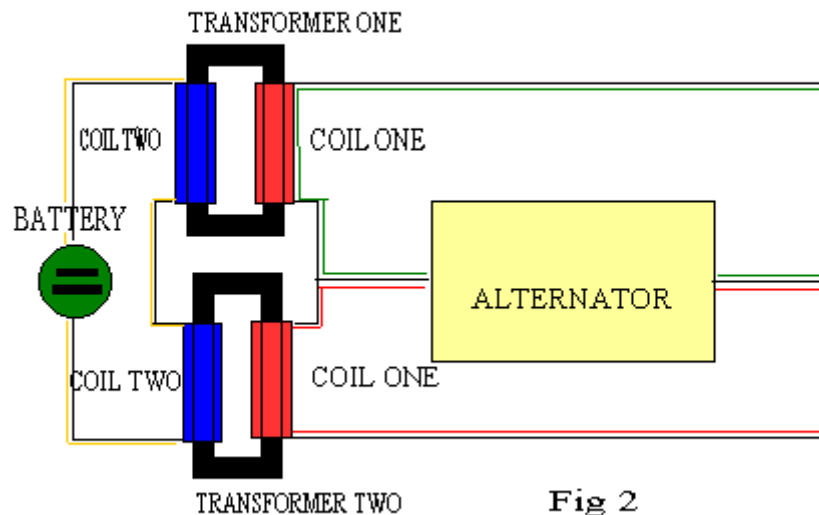 TRANSFORMER ONE
COIL TWO
COIL ONE
BATTERY
ALTERNATOR
COIL TWO
COIL ONE
TRANSFORMER TWO
Fig 2